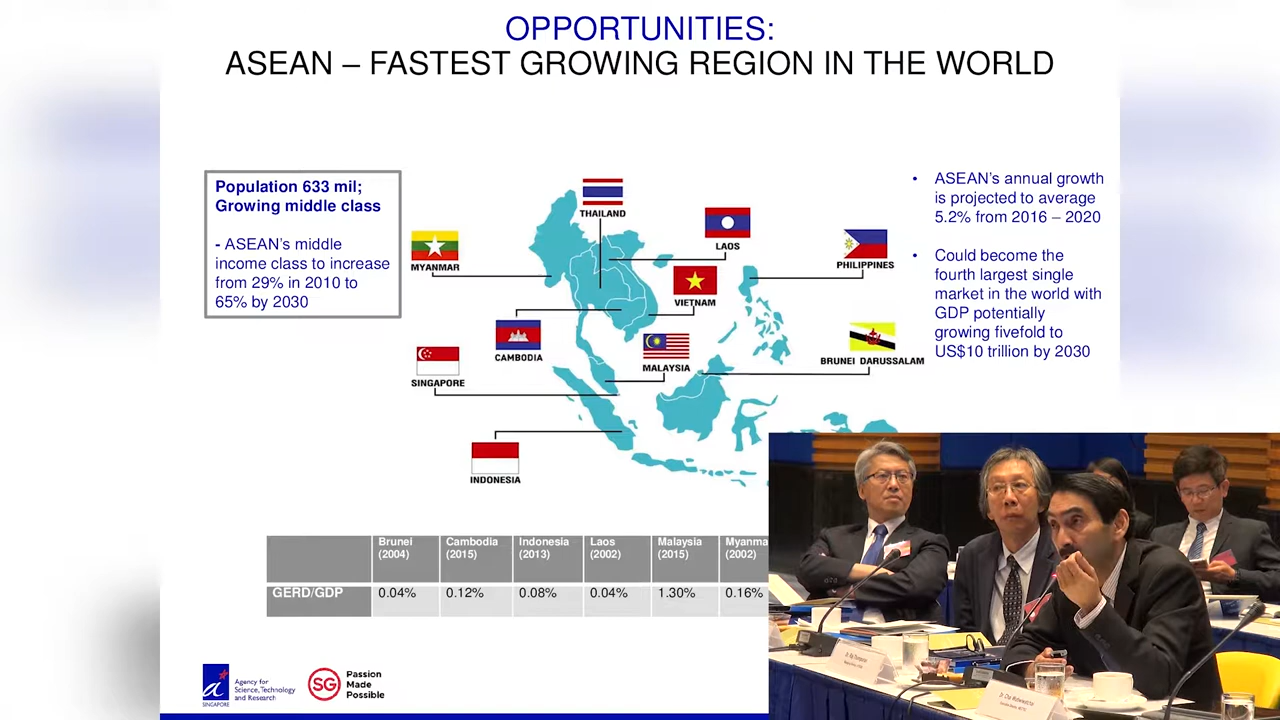 OPPORTUNITIES:
ASEAN – FASTEST GROWING REGION IN THE WORLD
Population 633 mil;
Growing middle class
- ASEAN's middle
income class to increase
from 29% in 2010 to
65% by 2030
THAILAND
LAOS
MYANMAR
PHILIPPINES
VIETNAM
CAMBODIA
MALAYSIA
BRUNEI DARUSSALAM
SINGAPORE
INDONESIA
• ASEAN's annual growth
is projected to average
5.2% from 2016 – 2020
• Could become the
fourth largest single
market in the world with
GDP potentially
growing fivefold to
US$10 trillion by 2030
Brunei
(2004)
Cambodia
(2015)
Indonesia
(2013)
Laos
(2002)
Malaysia
(2015)
Myanma
(2002)
GERD/GDP
0.04%
0.12%
0.08%
0.04%
1.30%
0.16%
Agency for
Science, Technology
and Research
SINGAPORE
SG
Passion
Made
Possible